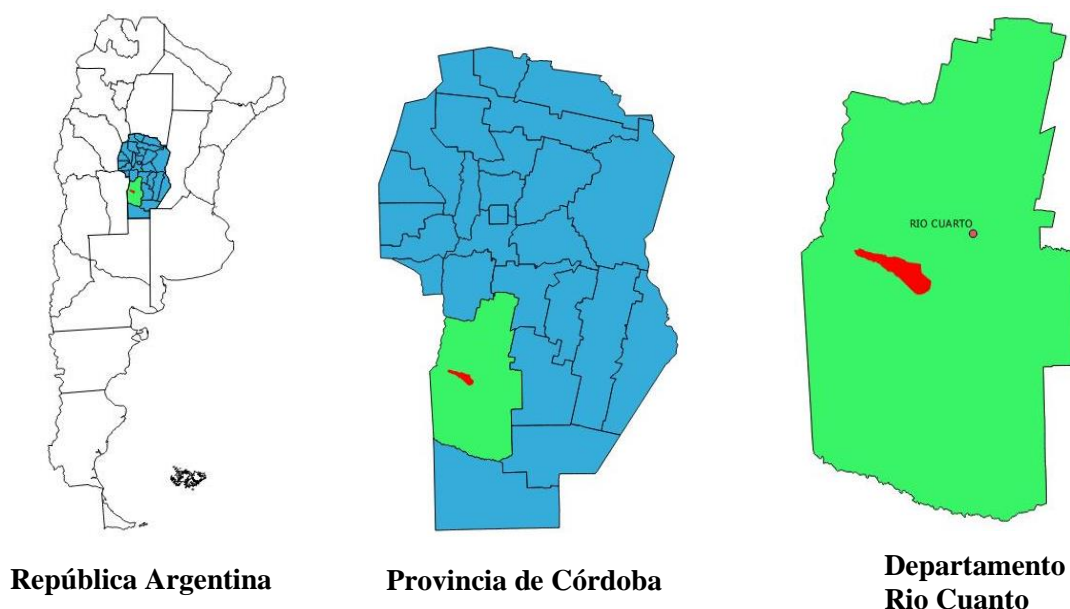 RIO CUARTO
República Argentina
Provincia de Córdoba
Departamento
Rio Cuanto